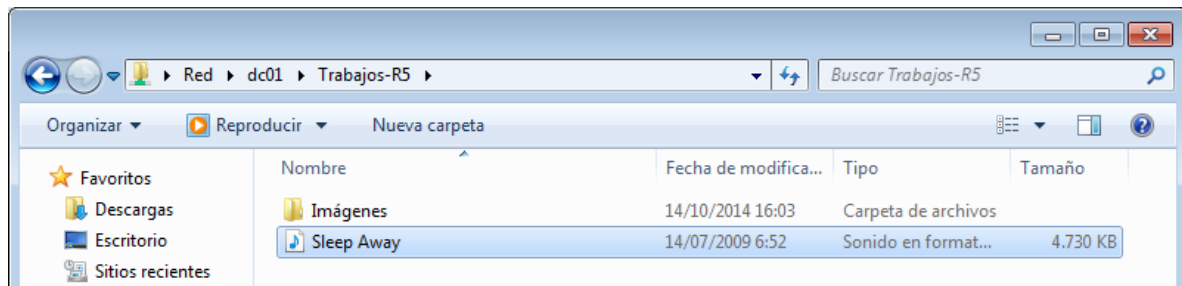 Red dc01 Trabajos-R5 Buscar Trabajos-R5
Organizar Reproducir Nueva carpeta
Favoritos
Descargas
Escritorio
Sitios recientes
Nombre Fecha de modifica... Tipo Tamaño
Imágenes 14/10/2014 16:03 Carpeta de archivos
Sleep Away 14/07/2009 6:52 Sonido en format... 4.730 KB